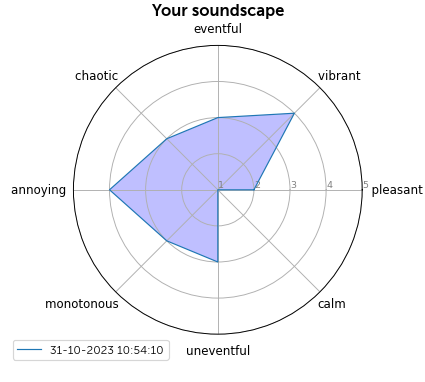 Your soundscape
eventful
chaotic
vibrant
annoying
1 2 3 4 5
pleasant
monotonous
calm
31-10-2023 10:54:10
uneventful